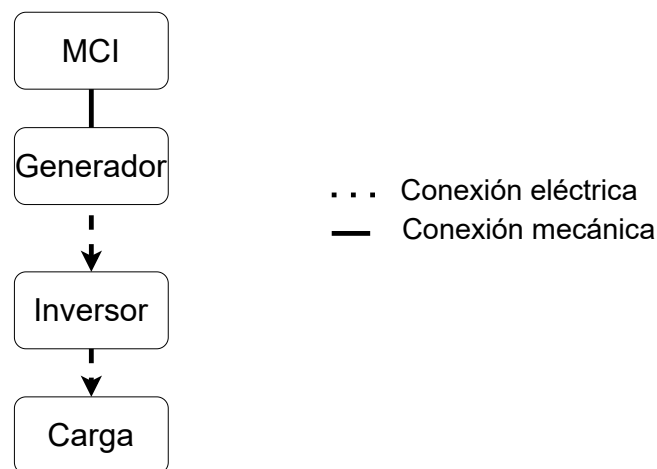 MCI
Generador
Inversor
Carga
Conexión eléctrica
Conexión mecánica